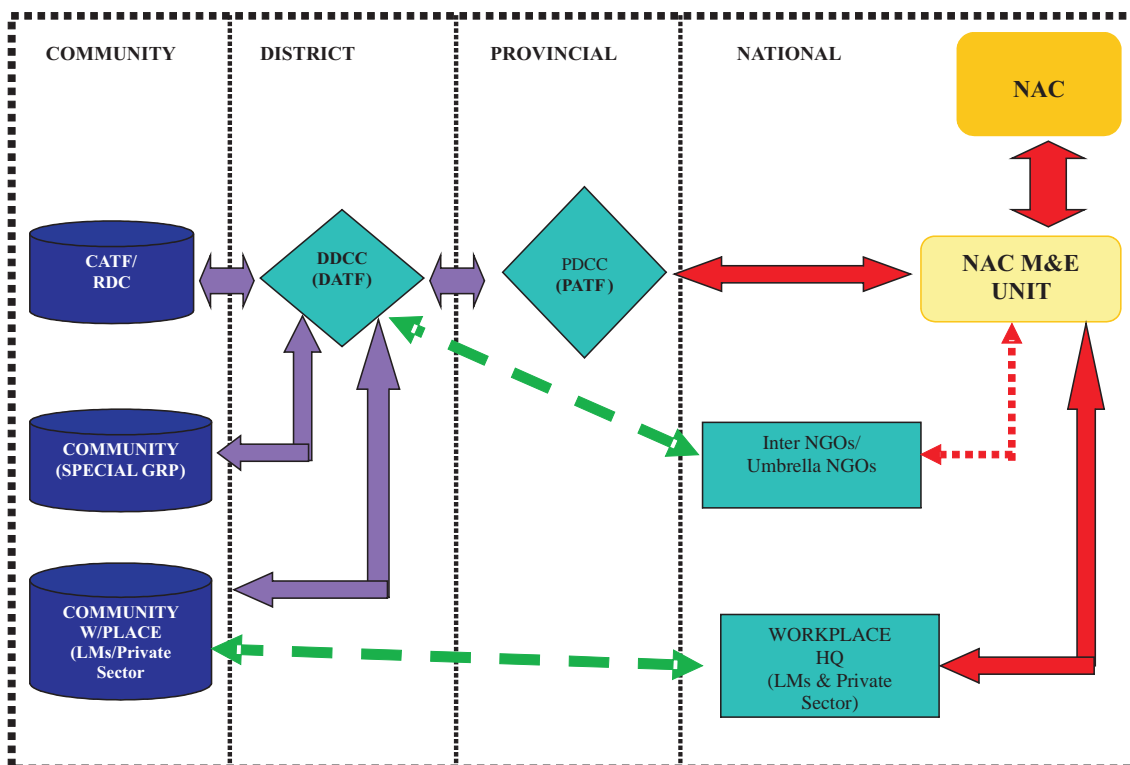 COMMUNITY
DISTRICT
PROVINCIAL
NATIONAL
NAC
CATF/
RDC
DDCC
(DATF)
PDCC
(PATF)
NAC M&E
UNIT
COMMUNITY
(SPECIAL GRP)
Inter NGOs/
Umbrella NGOs
COMMUNITY
W/PLACE
(LMs/Private
Sector
WORKPLACE
HQ
(LMs & Private
Sector)